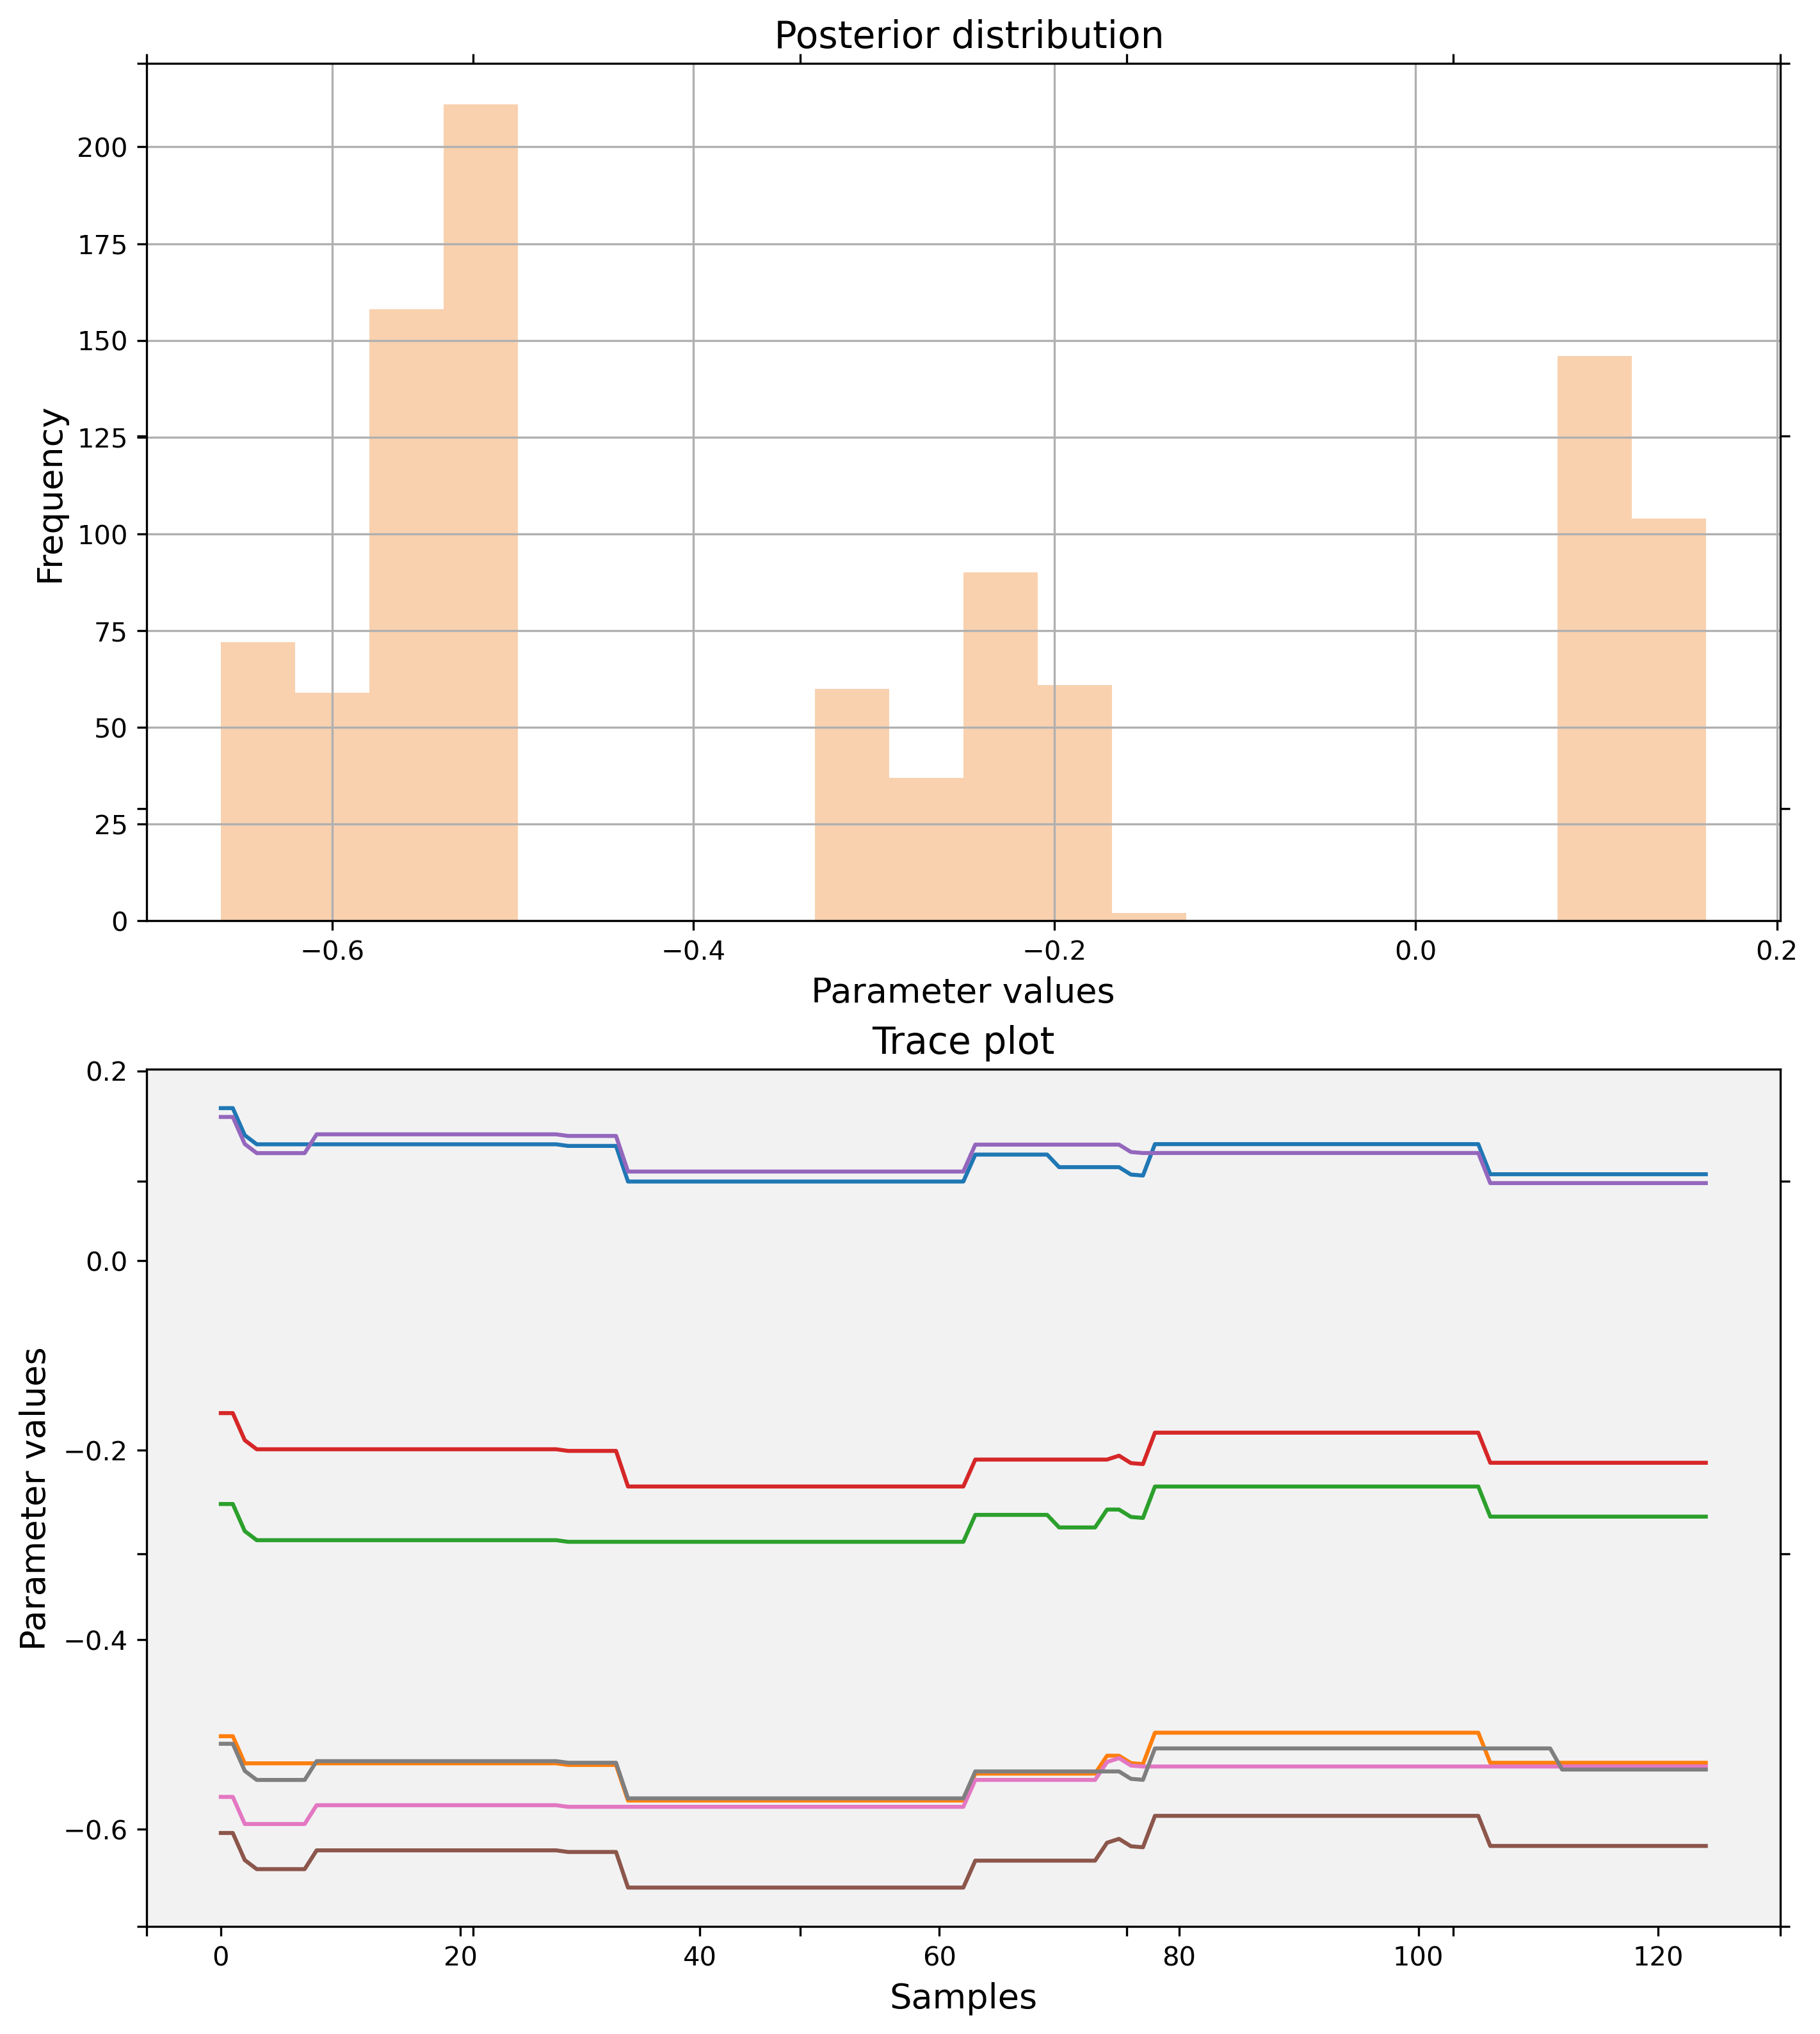 Posterior distribution
200
175
150
125
100
75
50
25
0
Frequency
−0.6 −0.4 −0.2 0.0 0.2
Parameter values
Trace plot
0.2
0.0
−0.2
−0.4
−0.6
Parameter values
0 20 40 60 80 100 120
Samples